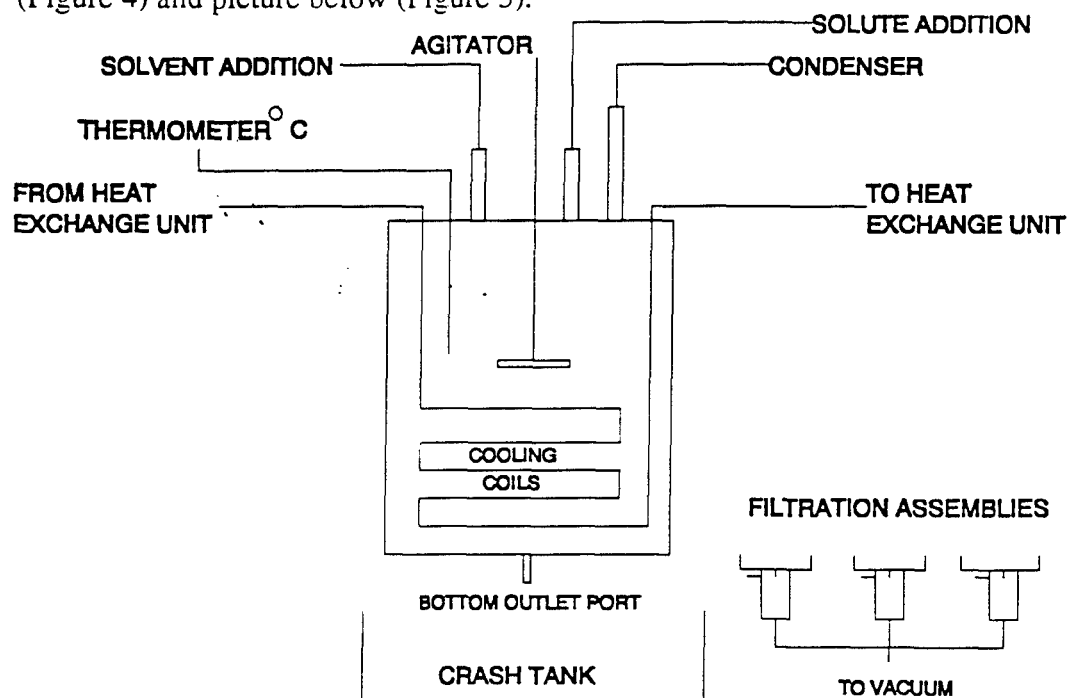 (Figure 4) and picture below (Figure 5).
SOLUTE ADDITION
AGITATOR
SOLVENT ADDITION
CONDENSER
THERMOMETER° C
FROM HEAT
EXCHANGE UNIT
TO HEAT
EXCHANGE UNIT
COOLING
COILS
FILTRATION ASSEMBLIES
BOTTOM OUTLET PORT
CRASH TANK
TO VACUUM